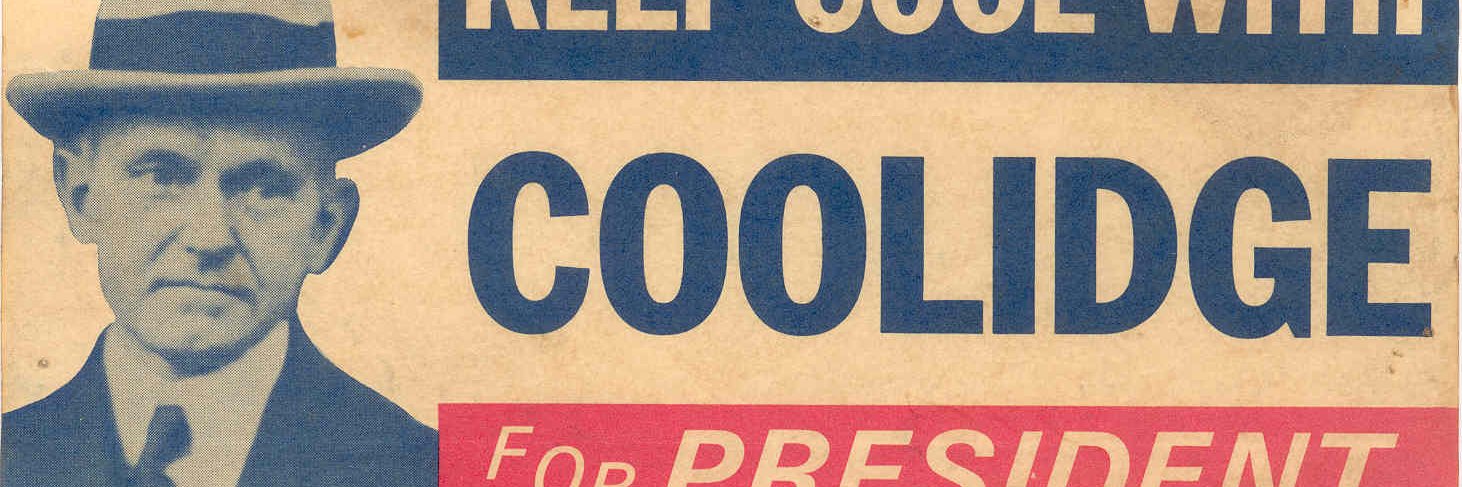 KEEP COOL WITH
COOLIDGE
FOR PRESIDENT